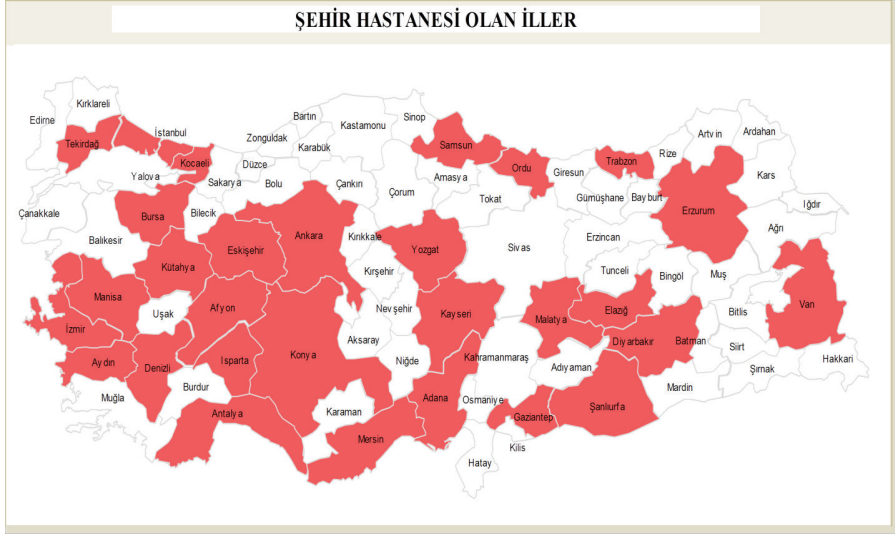 ŞEHİR HASTANESİ OLAN İLLER
Kırklareli
Edirne
Tekirdağ
İstanbul
Kocaeli
Yalova
Sakarya
Düzce
Zonguldak
Bartın
Karabük
Kastamonu
Sinop
Samsun
Bolu
Çankırı
Çorum
Amasya
Tokat
Ordu
Giresun
Trabzon
Rize
Artvin
Ardahan
Kars
Gümüşhane
Bayburt
Erzurum
Iğdır
Ağrı
Çanakkale
Balıkesir
Bursa
Bilecik
Eskişehir
Ankara
Kırıkkale
Yozgat
Sivas
Erzincan
Tunceli
Bingöl
Muş
Kütahya
Kırşehir
Manisa
Uşak
Afyon
Nevşehir
Kayseri
Malatya
Elazığ
Bitlis
Van
İzmir
Aydın
Denizli
Isparta
Konya
Aksaray
Niğde
Kahramanmaraş
Adıyaman
Diyarbakır
Batman
Siirt
Şırnak
Hakkari
Muğla
Burdur
Antalya
Karaman
Mersin
Adana
Osmaniye
Gaziantep
Şanlıurfa
Mardin
Kilis
Hatay